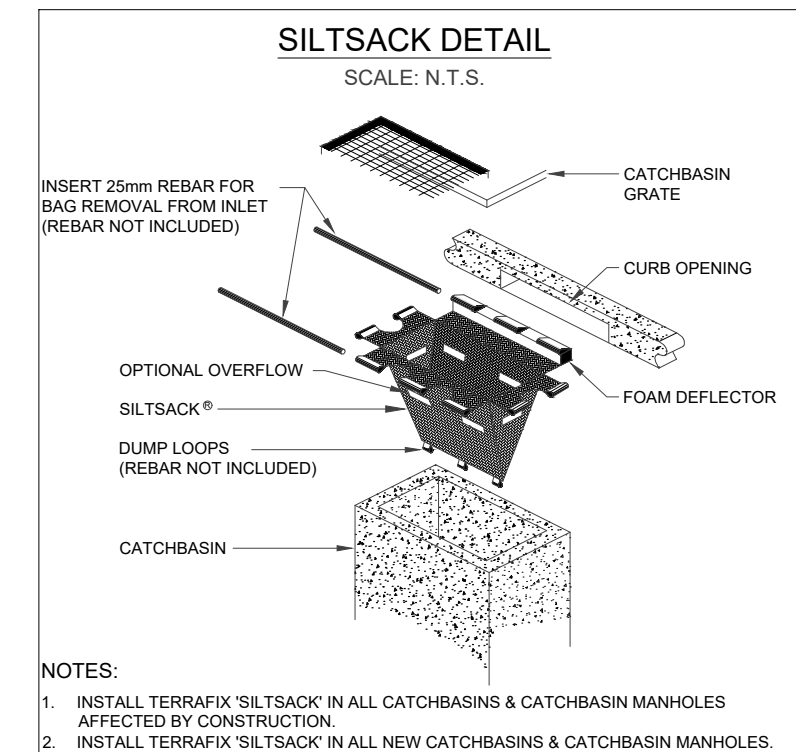 SILTSACK DETAIL
SCALE: N.T.S.
INSERT 25mm REBAR FOR
BAG REMOVAL FROM INLET
(REBAR NOT INCLUDED)
CATCHBASIN
GRATE
CURB OPENING
OPTIONAL OVERFLOW
SILTSACK®
FOAM DEFLECTOR
DUMP LOOPS
(REBAR NOT INCLUDED)
CATCHBASIN
NOTES:
1. INSTALL TERRAFIX 'SILTSACK' IN ALL CATCHBASINS & CATCHBASIN MANHOLES
AFFECTED BY CONSTRUCTION.
2. INSTALL TERRAFIX 'SILTSACK' IN ALL NEW CATCHBASINS & CATCHBASIN MANHOLES.